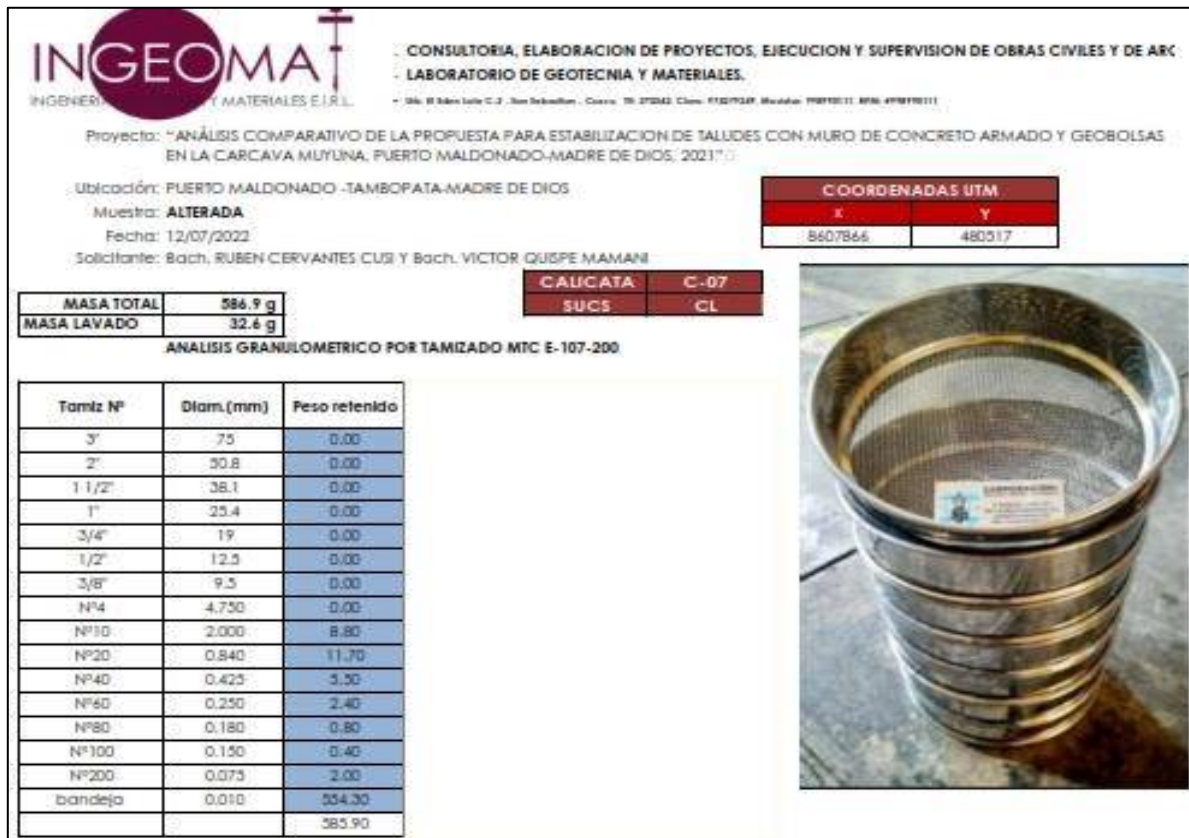 INGEOMAT
- CONSULTORIA, ELABORACION DE PROYECTOS, EJECUCION Y SUPERVISION DE OBRAS CIVILES Y DE ARC
- LABORATORIO DE GEOTECNIA Y MATERIALES.
Y MATERIALES E.I.R.L.
Proyecto: "ANÁLISIS COMPARATIVO DE LA PROPUESTA PARA ESTABILIZACION DE TALUDES CON MURO DE CONCRETO ARMADO Y GEOBOLSAS
EN LA CARCAVA MUYUNA, PUERTO MALDONADO-MADRE DE DIOS, 2021"
Ubicación: PUERTO MALDONADO -TAMBOPATA-MADRE DE DIOS
Muestra: ALTERADA
Fecha: 12/07/2022
Solicitante: Bach. RUBEN CERVANTES CUSI Y Bach. VICTOR QUISPE MAMANI
COORDENADAS UTM
X Y
8607866 480517
CALICATA C-07
SUCS CL
MASA TOTAL 586.9 g
MASA LAVADO 32.6 g
ANALISIS GRANULOMETRICO POR TAMIZADO MTC E-107-200
Tamiz Nº Diam.(mm) Peso retenido
3" 75 0.00
2" 50.8 0.00
1 1/2" 38.1 0.00
1" 25.4 0.00
3/4" 19 0.00
1/2" 12.5 0.00
3/8" 9.5 0.00
Nº4 4.750 0.00
Nº10 2.000 8.80
Nº20 0.840 11.70
Nº40 0.425 5.50
Nº60 0.250 2.40
Nº80 0.180 0.80
Nº100 0.150 0.40
Nº200 0.075 2.00
bandeja 0.010 554.30
585.90